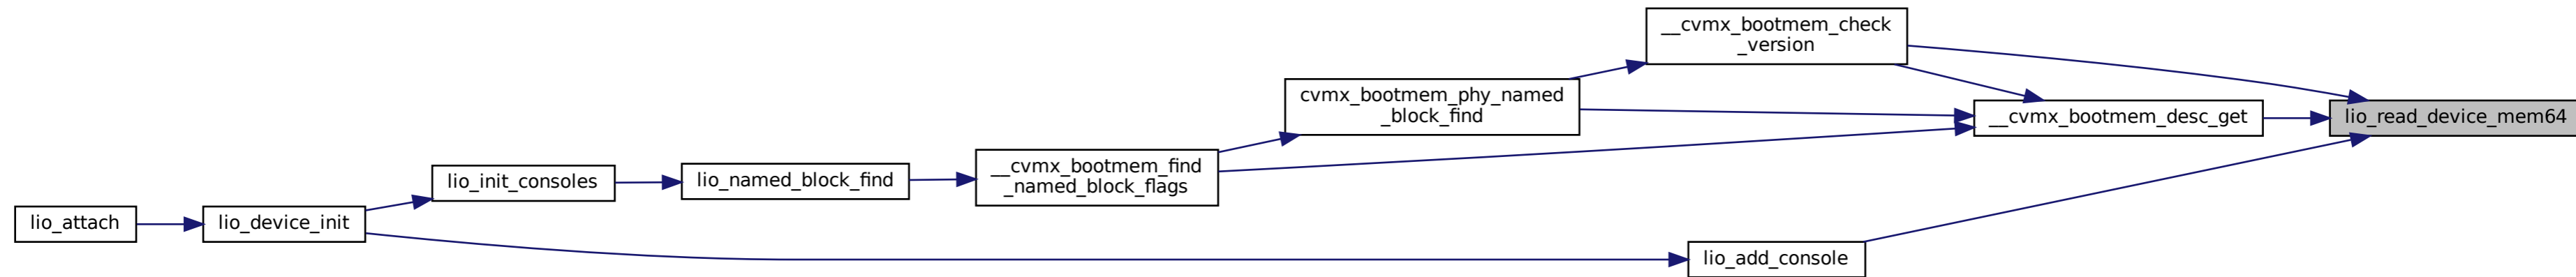 __cvmx_bootmem_check
_version
cvmx_bootmem_phy_named
_block_find
__cvmx_bootmem_desc_get
lio_read_device_mem64
__cvmx_bootmem_find
_named_block_flags
lio_named_block_find
lio_init_consoles
lio_attach
lio_device_init
lio_add_console